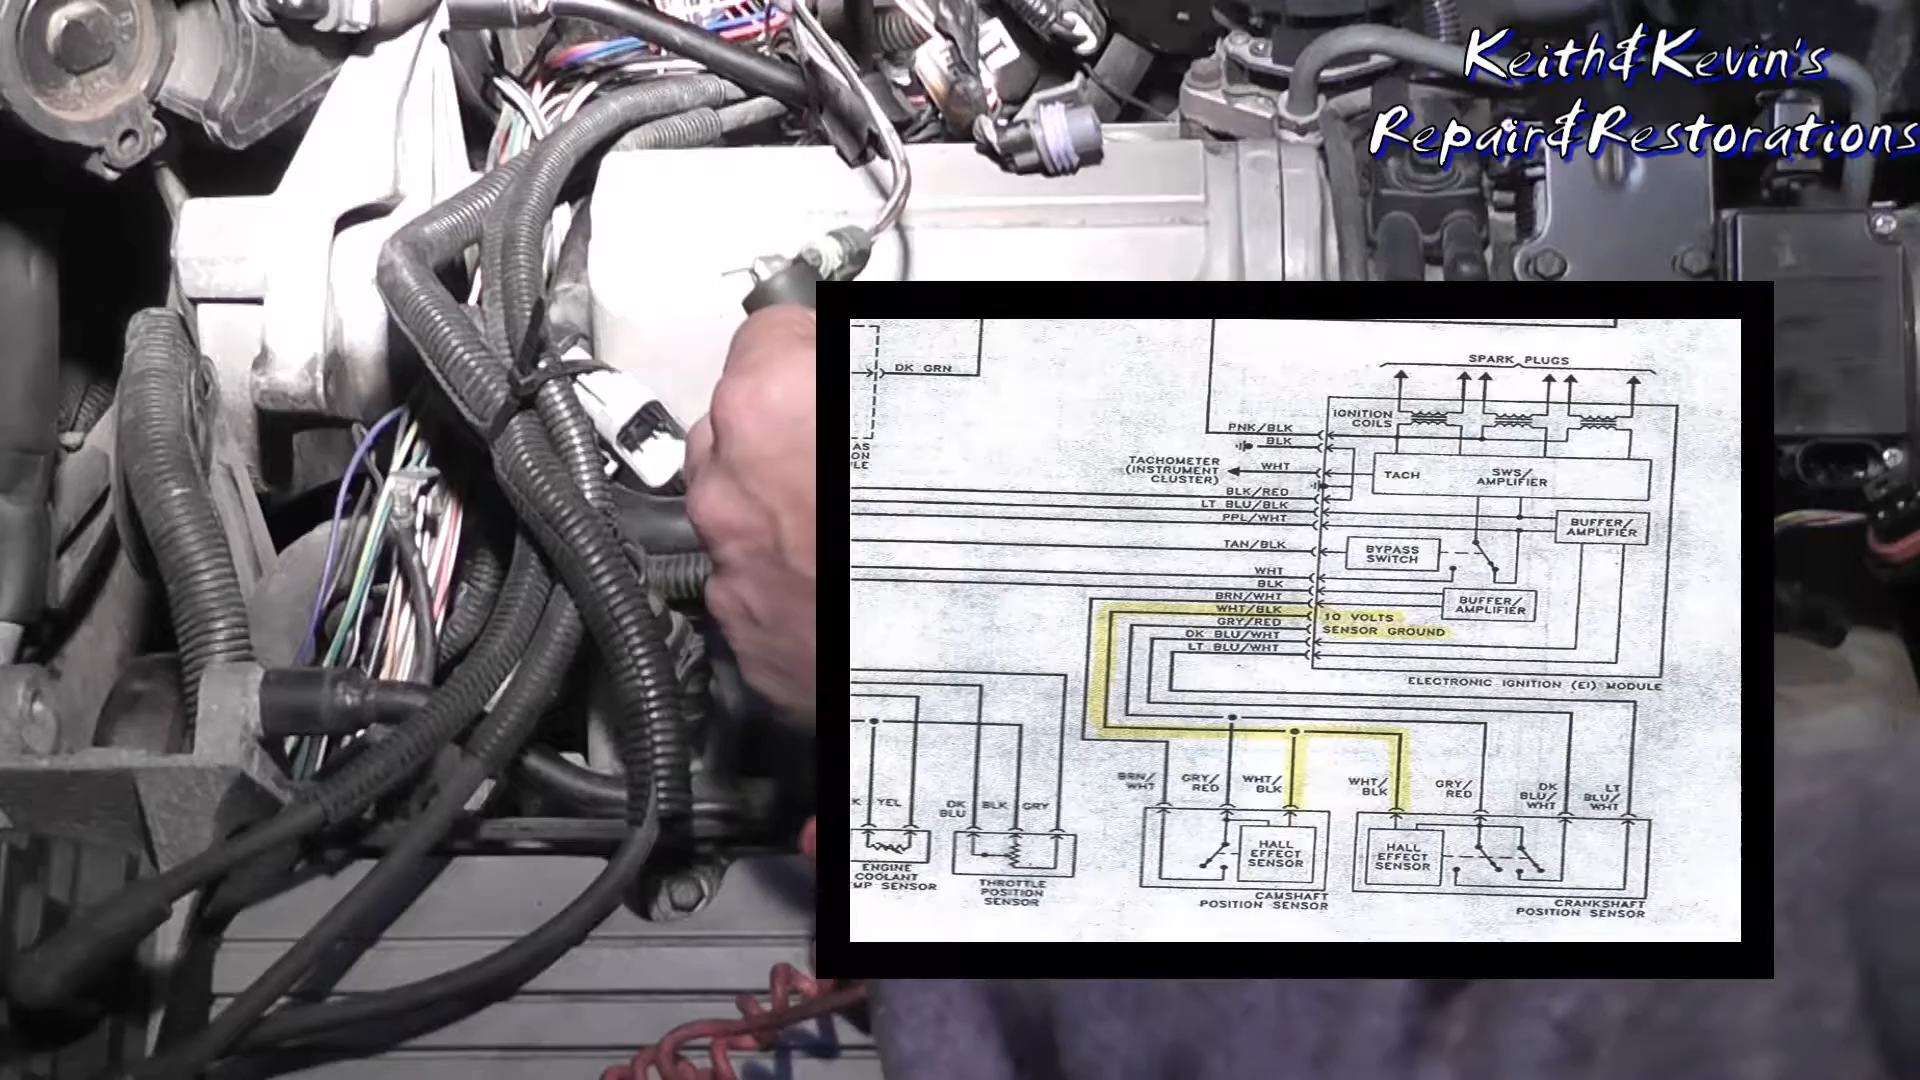 Keith&Kevin's
Repair&Restorations
SPARK PLUGS
DK GRN
IGNITION
COILS
PNK/BLK
BLK
TACHOMETER
(INSTRUMENT
CLUSTER)
WHT
TACH
SWS/
AMPLIFIER
BLK/RED
LT BLU/BLK
PPL/WHT
BUFFER/
AMPLIFIER
TAN/BLK
BYPASS
SWITCH
WHT
BLK
BRN/WHT
BUFFER/
AMPLIFIER
WHT/BLK
10 VOLTS
GRY/RED
SENSOR GROUND
DK BLU/WHT
LT BLU/WHT
ELECTRONIC IGNITION (EI) MODULE
BRN/
WHT
GRY/
RED
WHT/
BLK
WHT/
BLK
GRY/
RED
DK
BLU/
WHT
LT
BLU/
WHT
K
YEL
DK
BLU
BLK
GRY
ENGINE
COOLANT
MP SENSOR
THROTTLE
POSITION
SENSOR
HALL
EFFECT
SENSOR
CAMSHAFT
POSITION SENSOR
HALL
EFFECT
SENSOR
CRANKSHAFT
POSITION SENSOR
AS
ON
LE